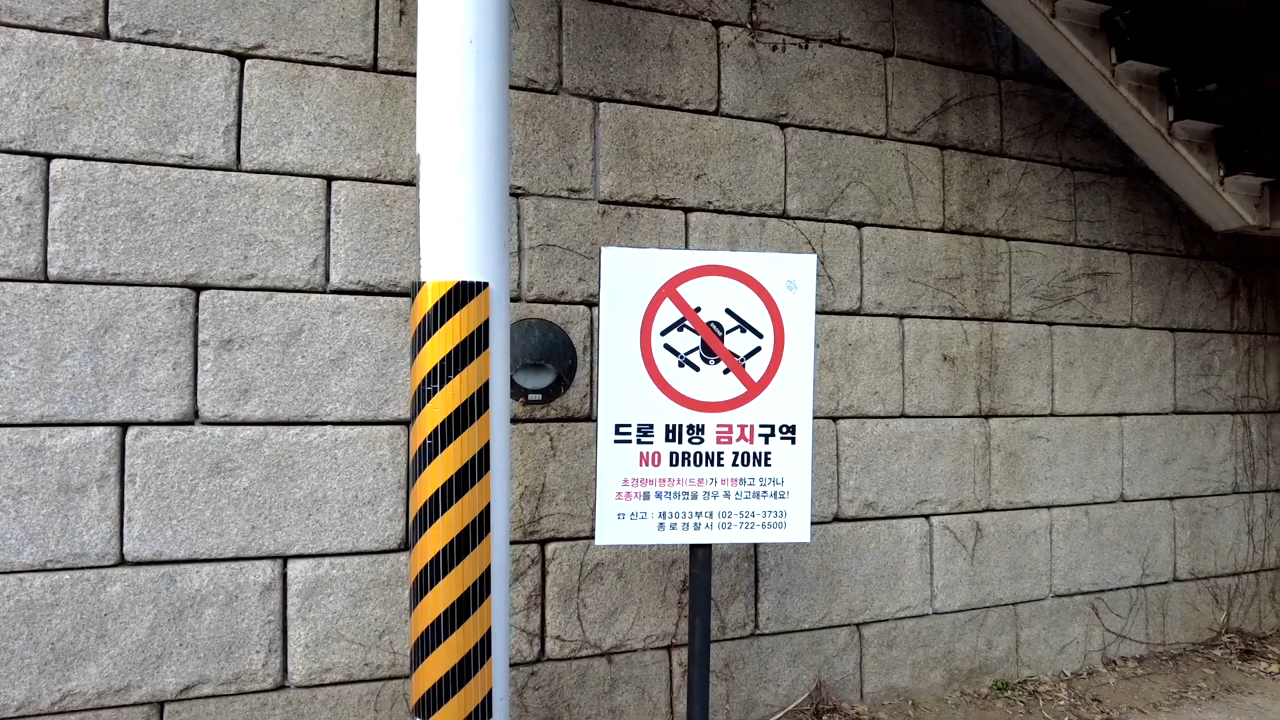 DRONE
드론 비행 금지구역
NO DRONE ZONE
초경량비행장치(드론)가 비행하고 있거나
조종자를 목격하였을 경우 꼭 신고해주세요!
☎ 신고 : 제3033부대 (02-524-3733)
종로경찰서 (02-722-6500)